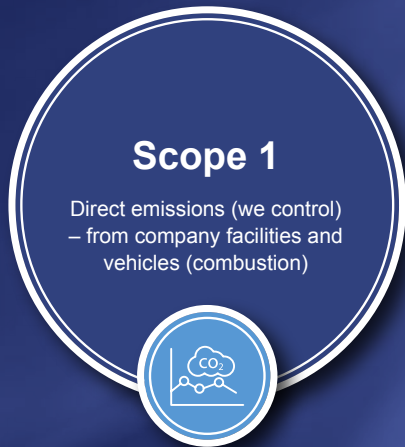 Scope 1
Direct emissions (we control)
– from company facilities and
vehicles (combustion)
CO₂